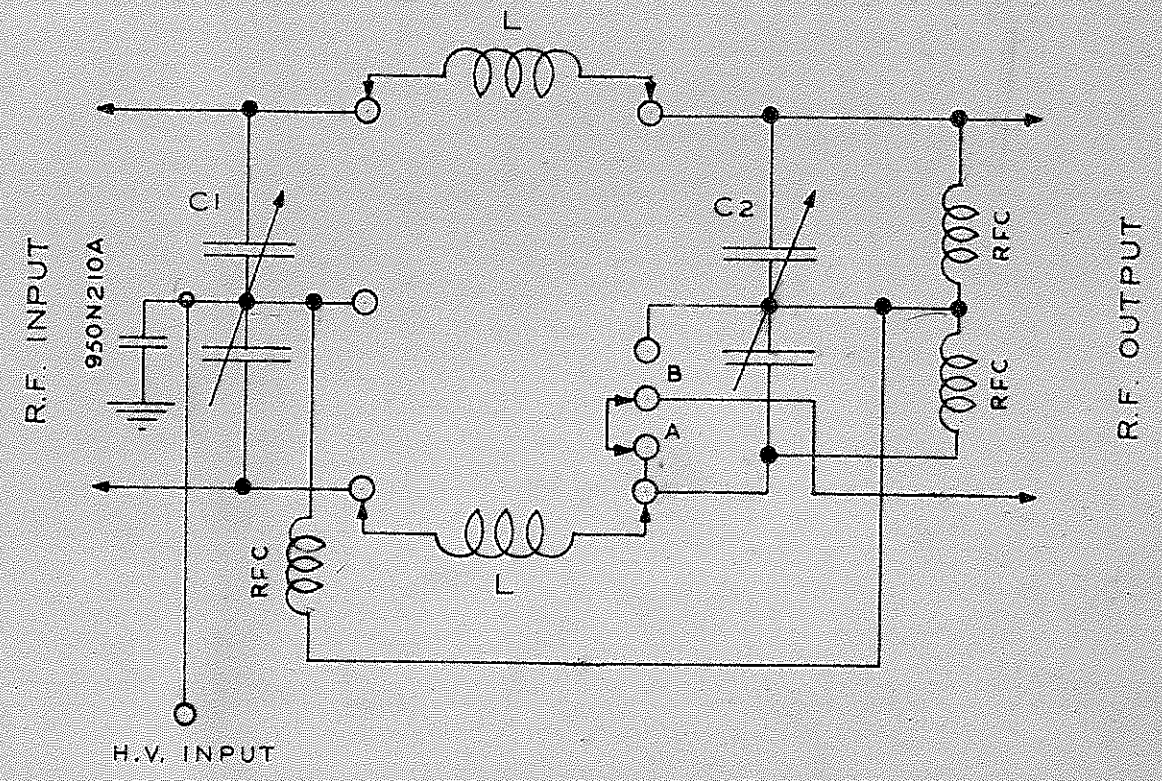 L
C1
C2
RFC
R.F. INPUT
950N210A
R.F. OUTPUT
B
RFC
A
RFC
L
H.V. INPUT